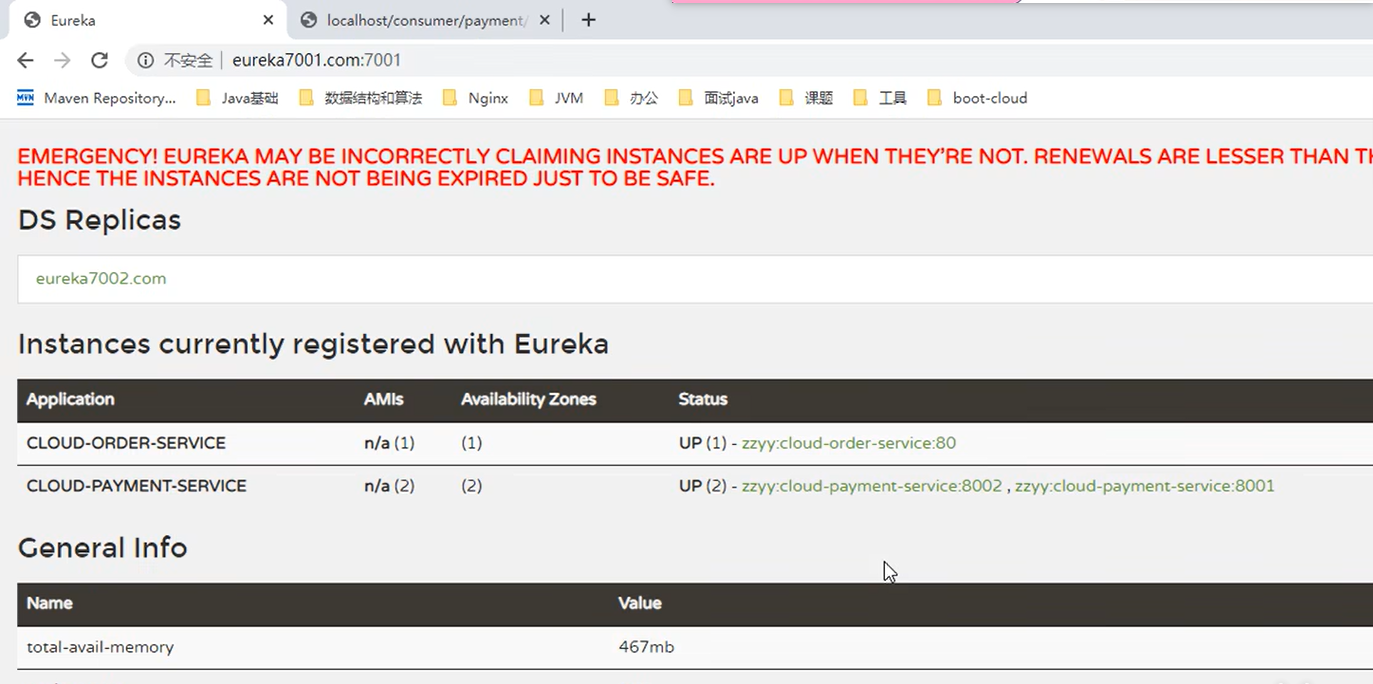 Eureka
localhost/consumer/payment/
不安全 eureka7001.com:7001
Maven Repository... Java基础 数据结构和算法 Nginx JVM 办公 面试java 课题 工具 boot-cloud
EMERGENCY! EUREKA MAY BE INCORRECTLY CLAIMING INSTANCES ARE UP WHEN THEY'RE NOT. RENEWALS ARE LESSER THAN
HENCE THE INSTANCES ARE NOT BEING EXPIRED JUST TO BE SAFE.
DS Replicas
eureka7002.com
Instances currently registered with Eureka
Application AMIs Availability Zones Status
CLOUD-ORDER-SERVICE n/a (1) (1) UP (1) - zzyy:cloud-order-service:80
CLOUD-PAYMENT-SERVICE n/a (2) (2) UP (2) - zzyy:cloud-payment-service:8002 , zzyy:cloud-payment-service:8001
General Info
Name Value
total-avail-memory 467mb